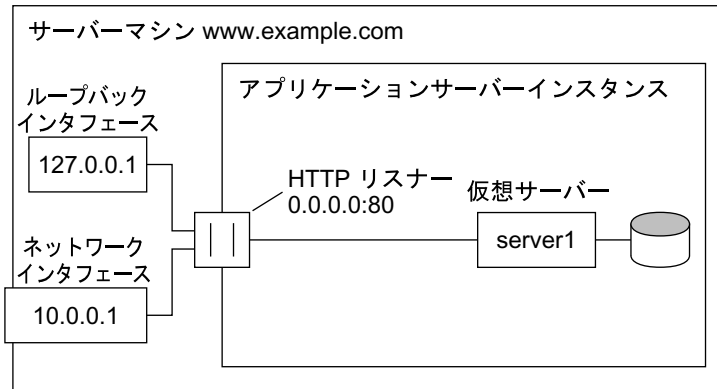 サーバーマシン www.example.com
アプリケーションサーバーインスタンス
ループバック
インタフェース
127.0.0.1
HTTP リスナー
0.0.0.0:80
仮想サーバー
server1
ネットワーク
インタフェース
10.0.0.1